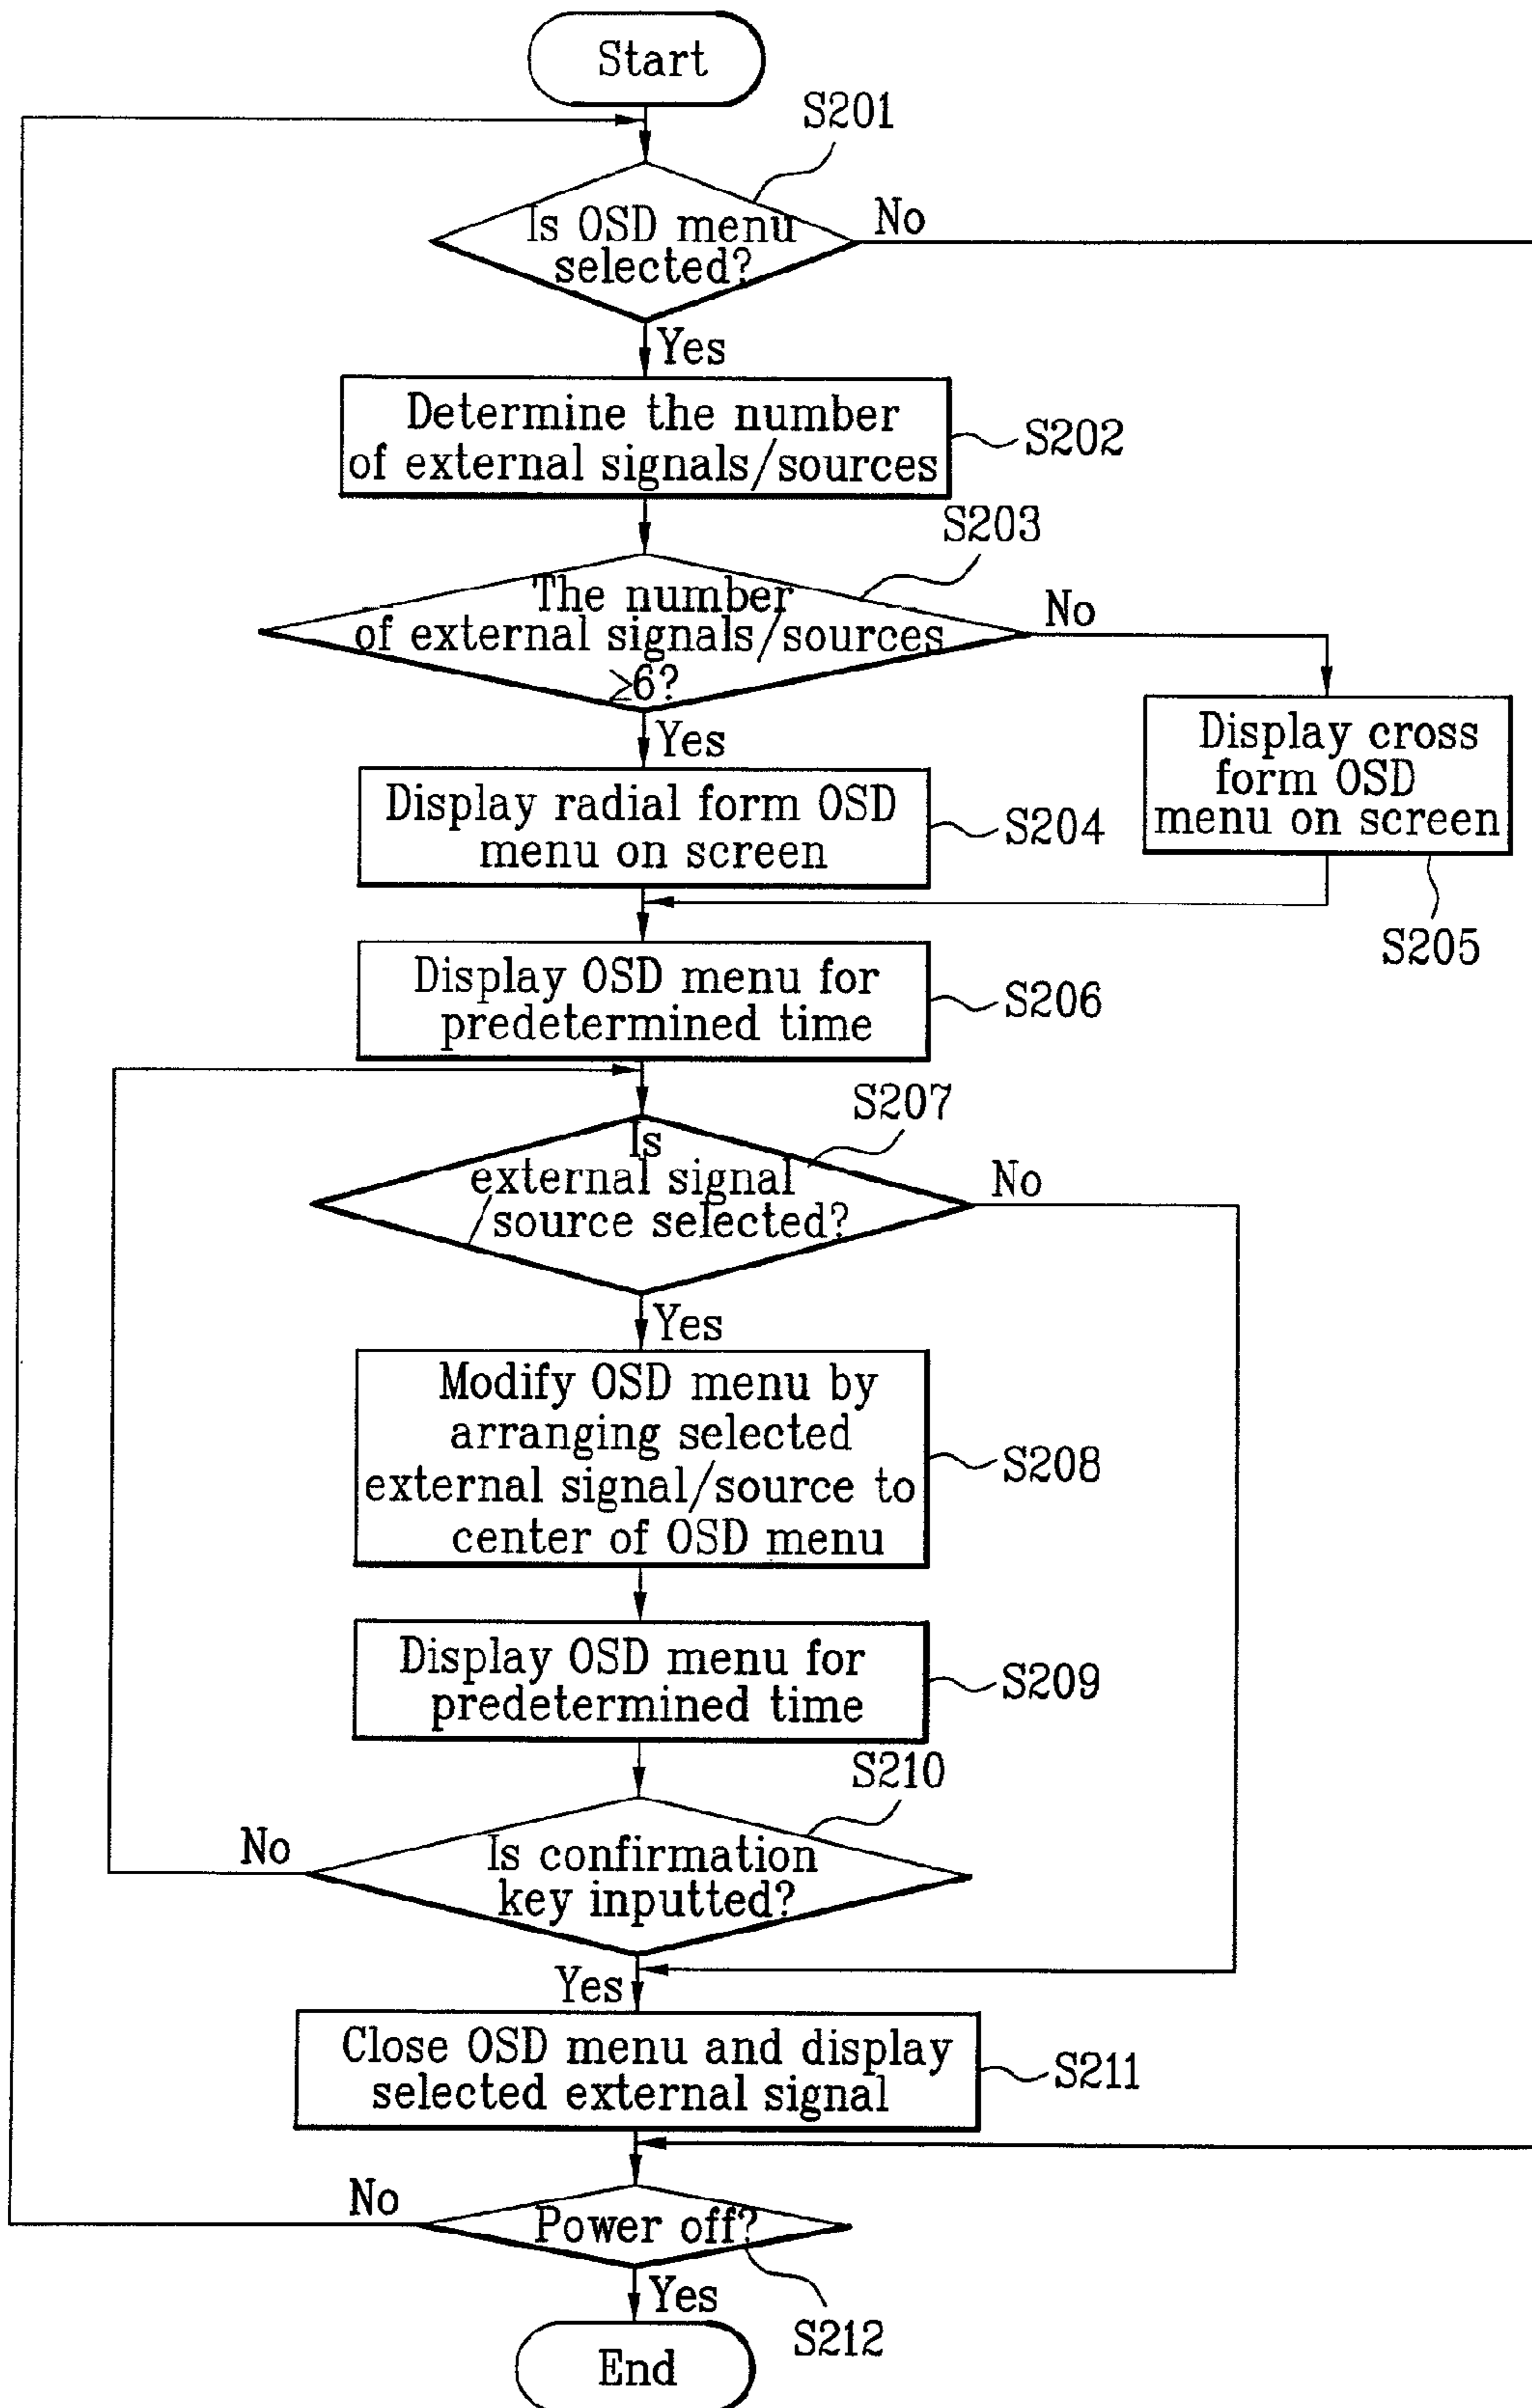 Start
S201
Is OSD menu
selected?
No
Yes
Determine the number
of external signals/sources
S202
S203
The number
of external signals/sources
≥6?
No
Yes
Display radial form OSD
menu on screen
S204
Display cross
form OSD
menu on screen
S205
Display OSD menu for
predetermined time
S206
S207
Is
external signal
/source selected?
No
Yes
Modify OSD menu by
arranging selected
external signal/source to
center of OSD menu
S208
Display OSD menu for
predetermined time
S209
S210
Is confirmation
key inputted?
No
Yes
Close OSD menu and display
selected external signal
S211
No
Power off?
Yes
S212
End